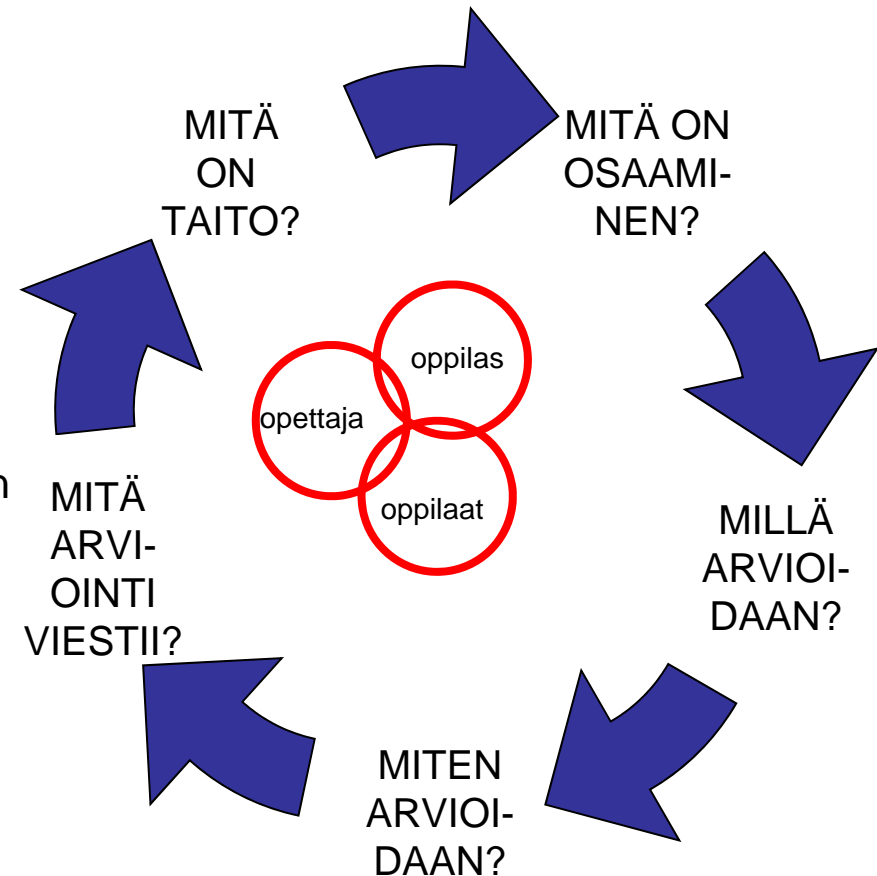 MITÄ
ON
TAITO?
MITÄ ON
OSAAMI-
NEN?
oppilas
opettaja
oppilaat
MILLÄ
ARVIOI-
DAAN?
MITEN
ARVIOI-
DAAN?
n
MITÄ
ARVI-
OINTI
VIESTII?